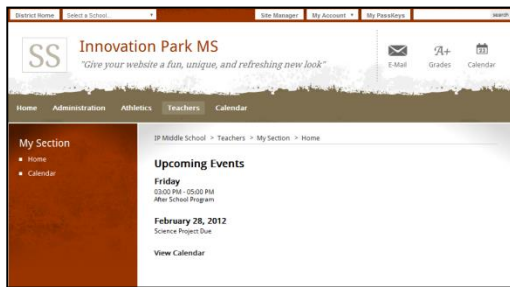 District Home Select a School. Site Manager My Account My PassKeys search
SS
Innovation Park MS
"Give your website a fun, unique, and refreshing new look"
E-Mail A+ Grades 23 Calendar
Home Administration Athletics Teachers Calendar
My Section
Home
Calendar
IP Middle School > Teachers > My Section > Home
Upcoming Events
Friday
03:00 PM - 05:00 PM
After School Program
February 28, 2012
Science Project Due
View Calendar